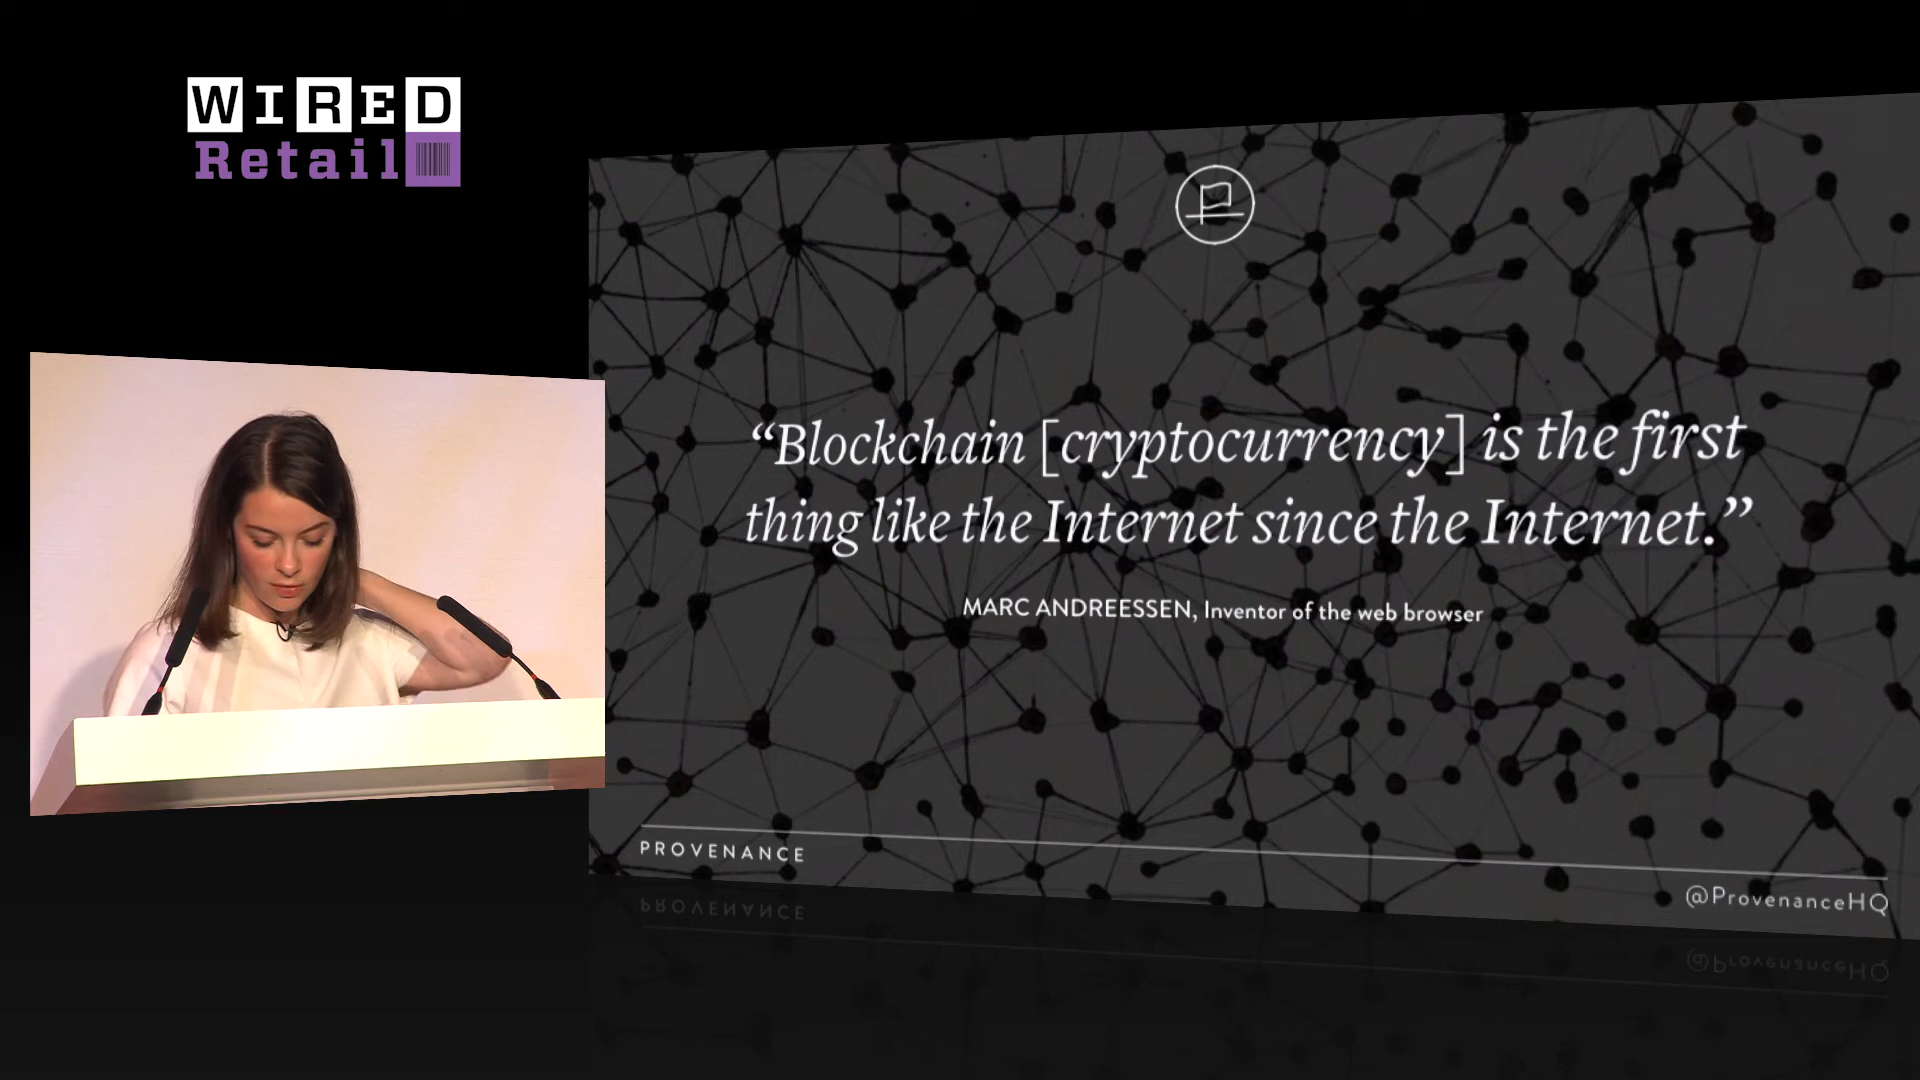 WIRED
Retail
“Blockchain [cryptocurrency] is the first
thing like the Internet since the Internet.”
MARC ANDREESSEN, Inventor of the web browser
PROVENANCE
@ProvenanceHQ